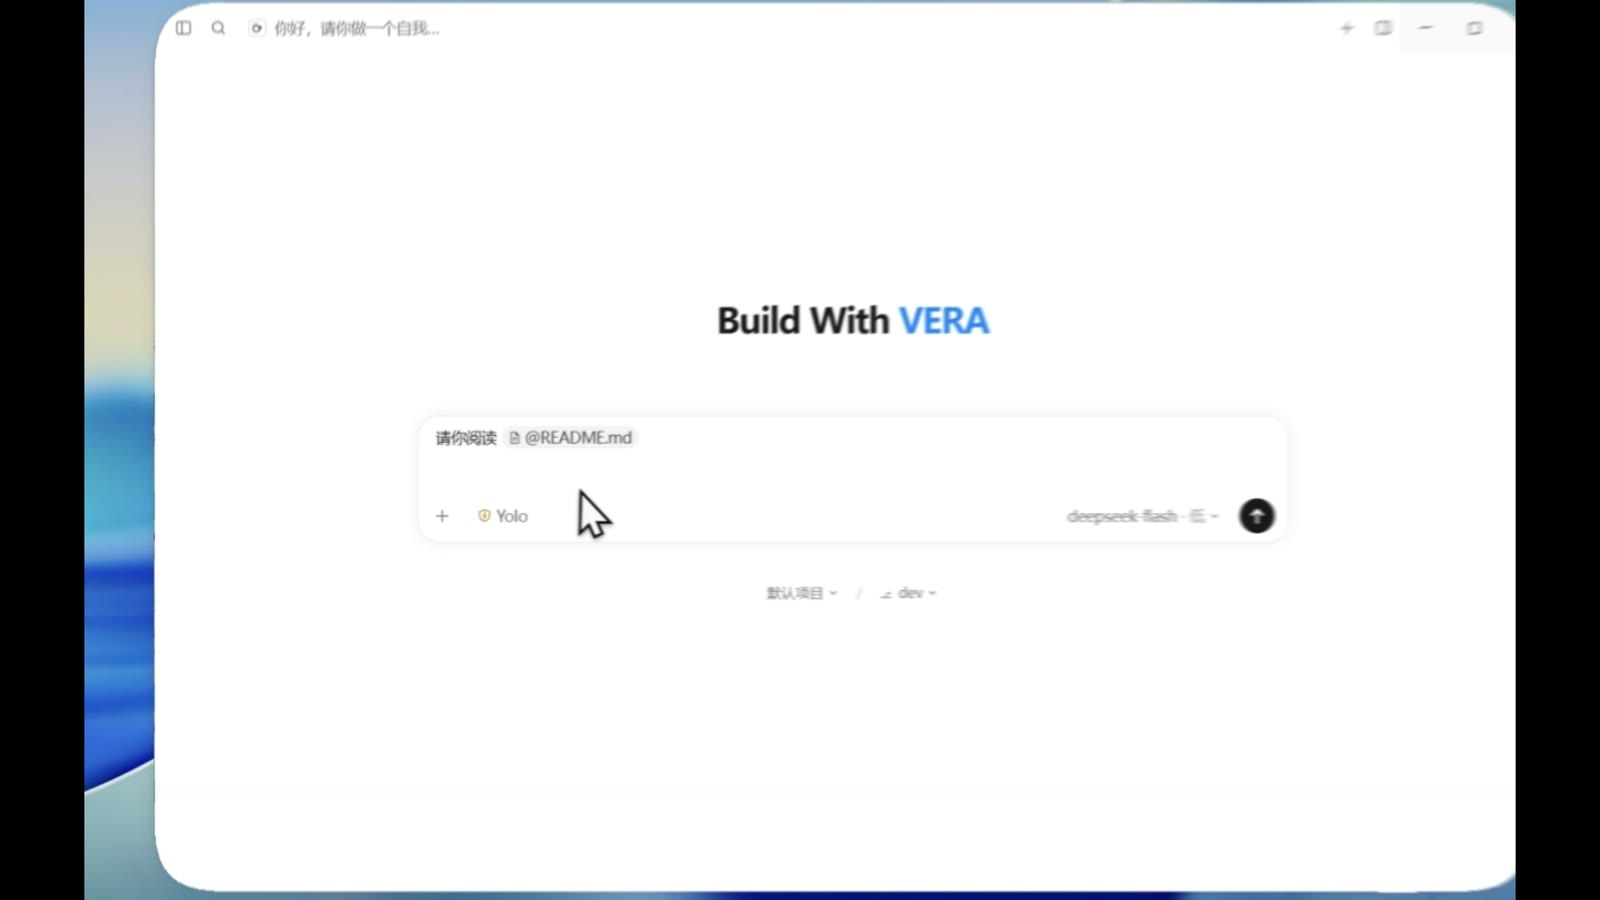 你好，请你做一个自我...
Build With VERA
请你阅读 @README.md
Yolo
deepseek-flash · 低
默认项目 / dev